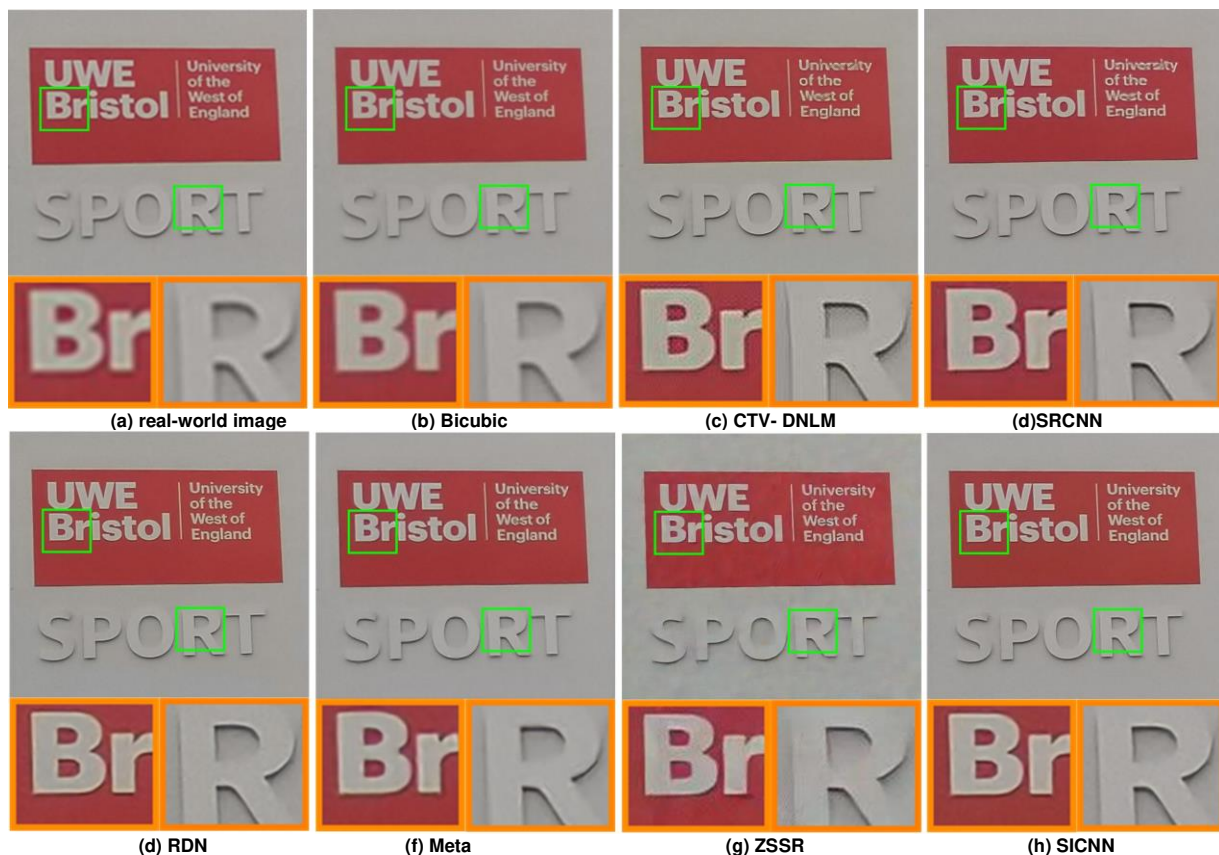 UWE
Bristol
University
of the
West of
England
SPORT
Br
R
(a) real-world image
UWE
Bristol
University
of the
West of
England
SPORT
Br
R
(b) Bicubic
UWE
Bristol
University
of the
West of
England
SPORT
Br
R
(c) CTV- DNLM
UWE
Bristol
University
of the
West of
England
SPORT
Br
R
(d)SRCNN
UWE
Bristol
University
of the
West of
England
SPORT
Br
R
(d) RDN
UWE
Bristol
University
of the
West of
England
SPORT
Br
R
(f) Meta
UWE
Bristol
University
of the
West of
England
SPORT
Br
R
(g) ZSSR
UWE
Bristol
University
of the
West of
England
SPORT
Br
R
(h) SICNN